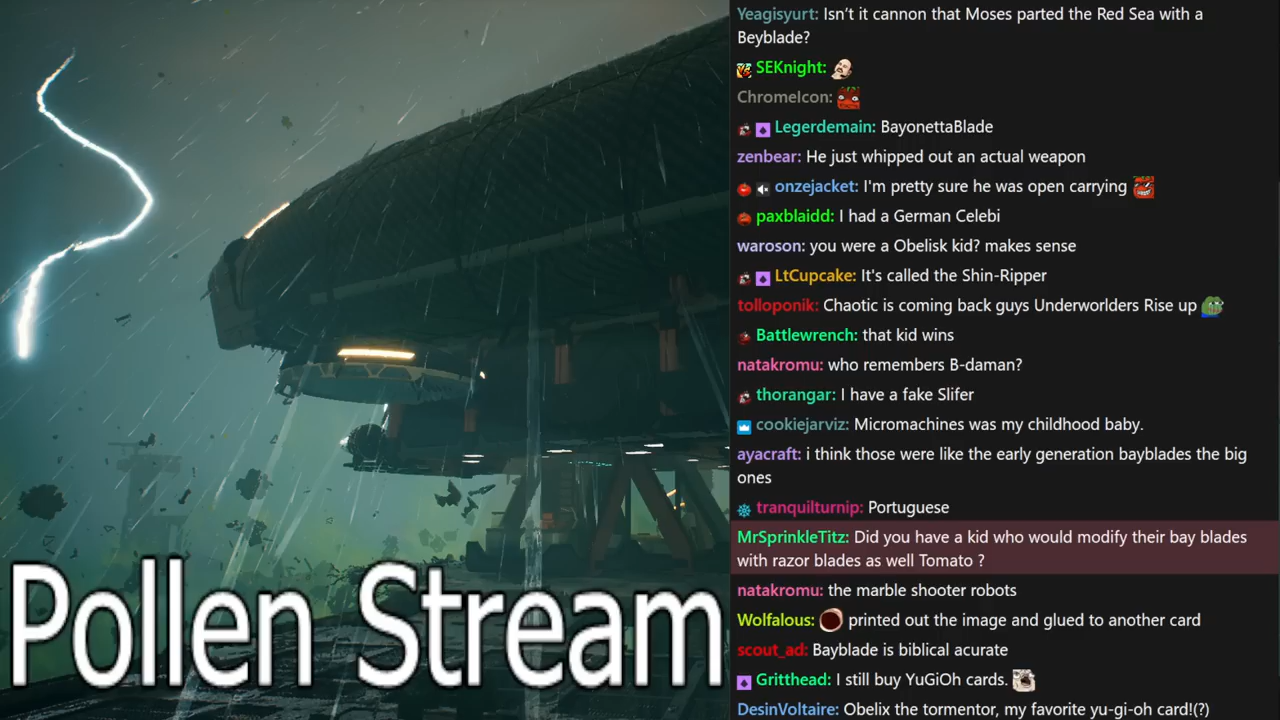 Yeagisyurt: Isn’t it cannon that Moses parted the Red Sea with a
Beyblade?
SEKnight:
ChromeIcon:
Legerdemain: BayonettaBlade
zenbear: He just whipped out an actual weapon
onzejacket: I'm pretty sure he was open carrying
paxblaidd: I had a German Celebi
waroson: you were a Obelisk kid? makes sense
LtCupcake: It's called the Shin-Ripper
tolloponik: Chaotic is coming back guys Underworlders Rise up
Battlewrench: that kid wins
natakromu: who remembers B-daman?
thorangar: I have a fake Slifer
cookiejarviz: Micromachines was my childhood baby.
ayacraft: i think those were like the early generation bayblades the big
ones
tranquilturnip: Portuguese
MrSprinkleTitz: Did you have a kid who would modify their bay blades
with razor blades as well Tomato ?
natakromu: the marble shooter robots
Wolfalous: printed out the image and glued to another card
scout_ad: Bayblade is biblical acurate
Gritthead: I still buy YuGiOh cards.
DesinVoltaire: Obelix the tormentor, my favorite yu-gi-oh card!(?)
Pollen Stream